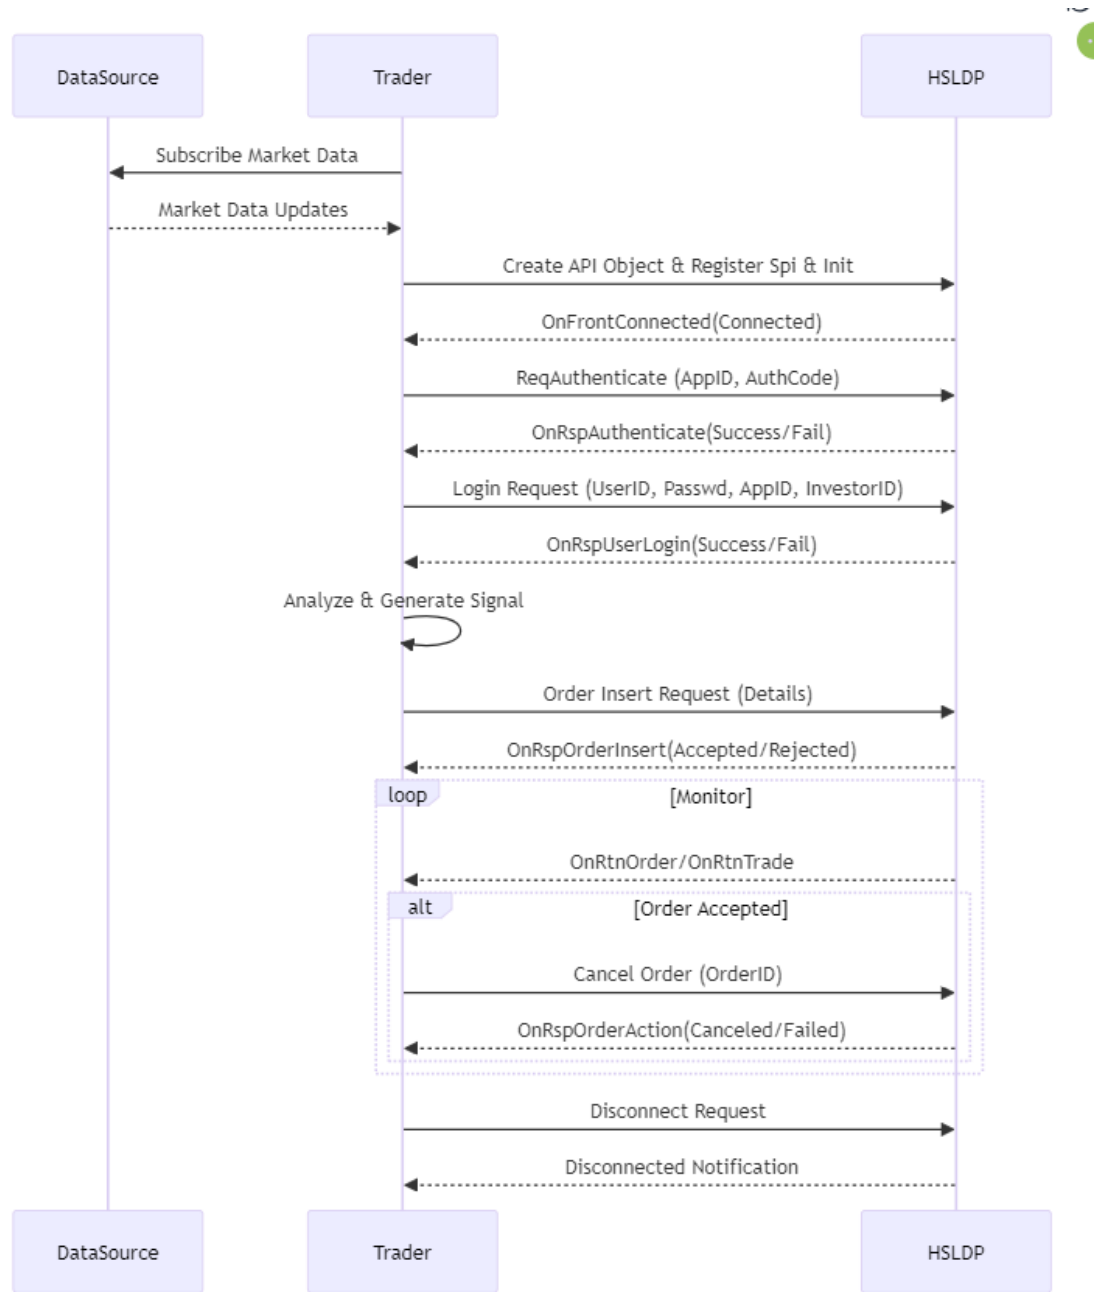 DataSource
Trader
HSLDP
Subscribe Market Data
Market Data Updates
Create API Object & Register Spi & Init
OnFrontConnected(Connected)
ReqAuthenticate (AppID, AuthCode)
OnRspAuthenticate(Success/Fail)
Login Request (UserID, Passwd, AppID, InvestorID)
OnRspUserLogin(Success/Fail)
Analyze & Generate Signal
Order Insert Request (Details)
OnRspOrderInsert(Accepted/Rejected)
loop
[Monitor]
OnRtnOrder/OnRtnTrade
alt
[Order Accepted]
Cancel Order (OrderID)
OnRspOrderAction(Canceled/Failed)
Disconnect Request
Disconnected Notification
DataSource
Trader
HSLDP